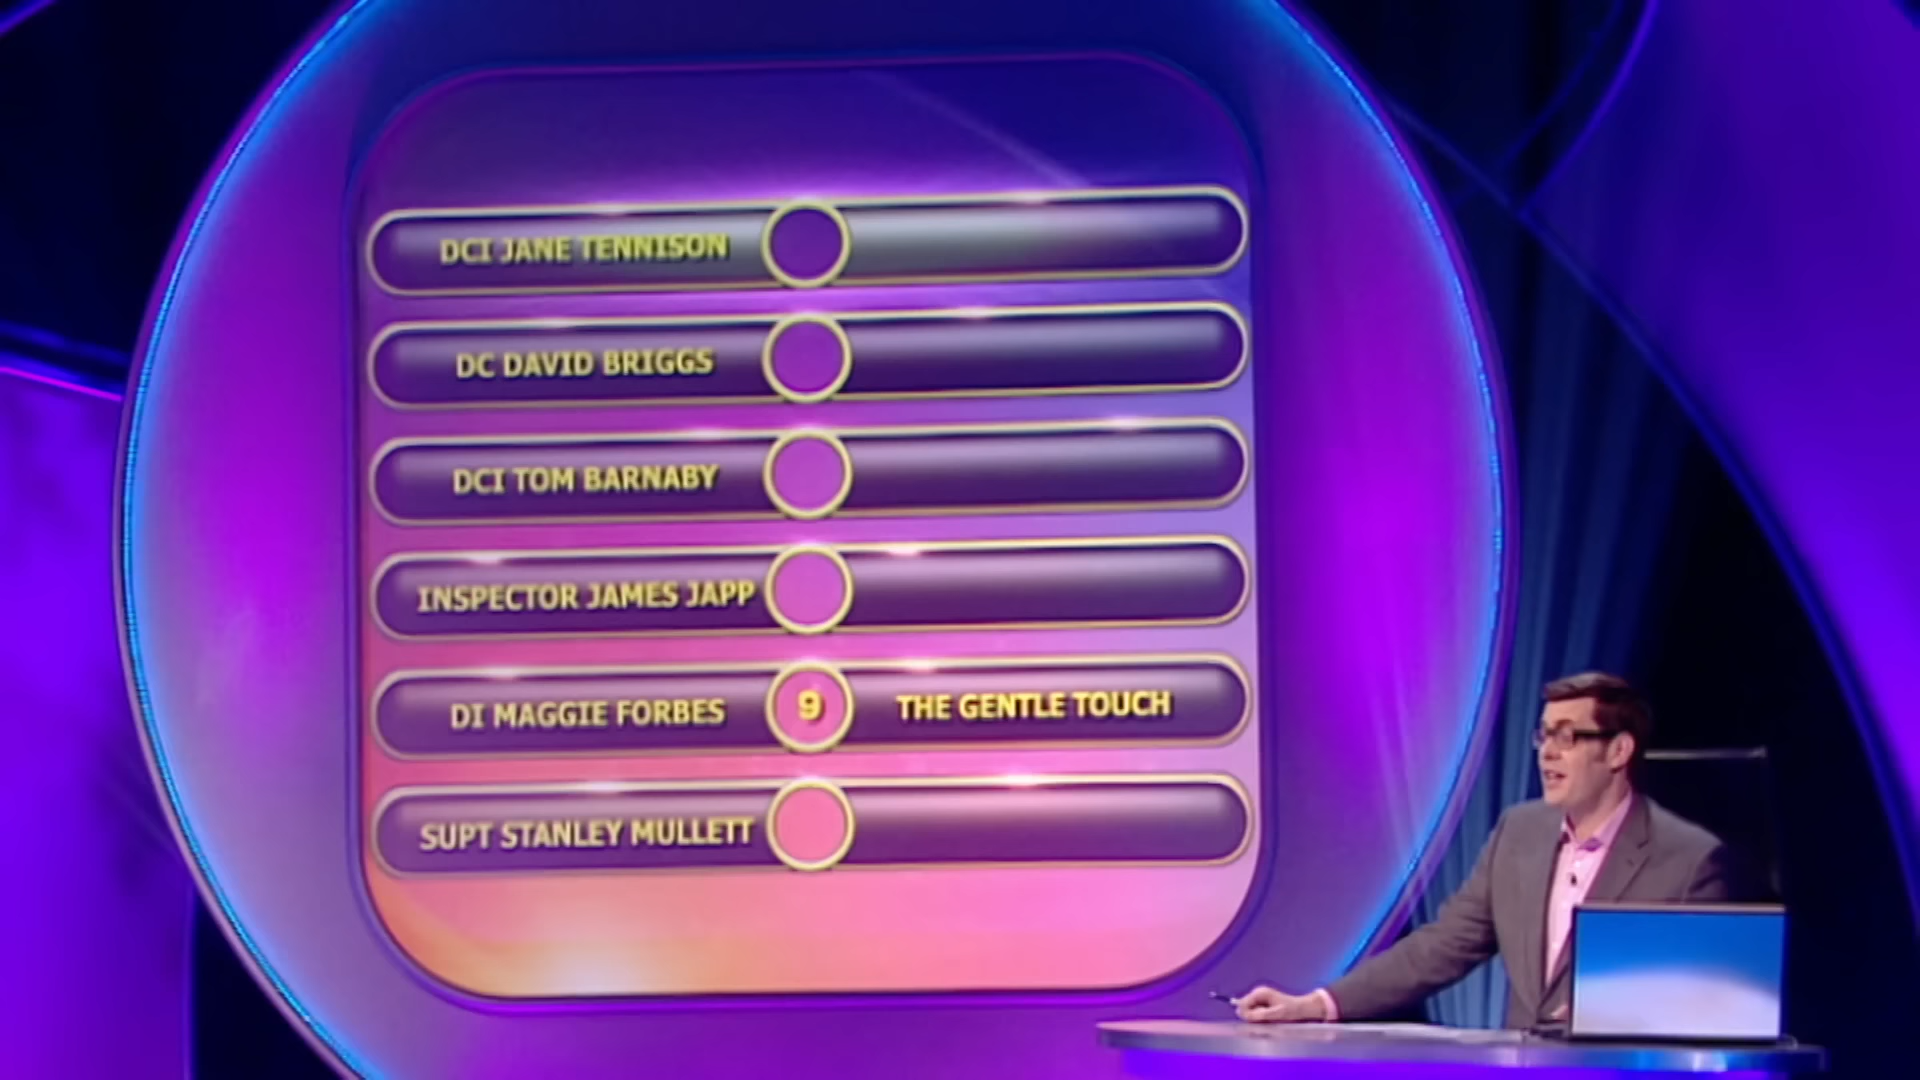 DCI JANE TENNISON
DC DAVID BRIGGS
DCI TOM BARNABY
INSPECTOR JAMES JAPP
DI MAGGIE FORBES 9 THE GENTLE TOUCH
SUPT STANLEY MULLETT